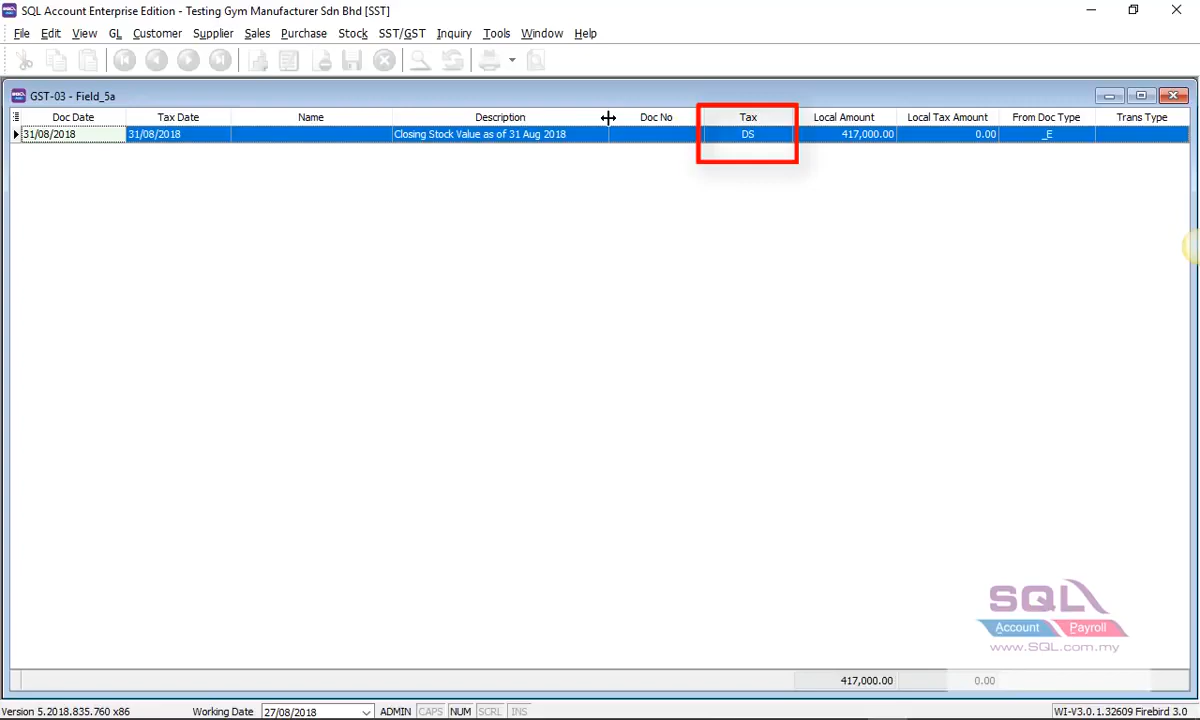 SQL Account Enterprise Edition - Testing Gym Manufacturer Sdn Bhd [SST]
File Edit View GL Customer Supplier Sales Purchase Stock SST/GST Inquiry Tools Window Help
GST-03 - Field_5a
Doc Date Tax Date Name Description Doc No Tax Local Amount Local Tax Amount From Doc Type Trans Type
31/08/2018 31/08/2018 Closing Stock Value as of 31 Aug 2018 DS 417,000.00 0.00 _E
SQL
Account Payroll
www.SQL.com.my
417,000.00 0.00
Version 5.2018.835.760 x86 Working Date 27/08/2018 ADMIN CAPS NUM SCRL INS WI-V3.0.1.32609 Firebird 3.0